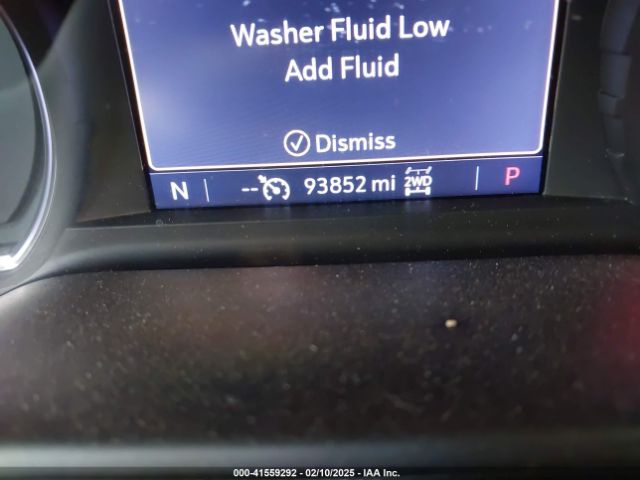 Washer Fluid Low
Add Fluid
Dismiss
N -- 93852 mi 2WD P
000-41559292 - 02/10/2025 - IAA Inc.